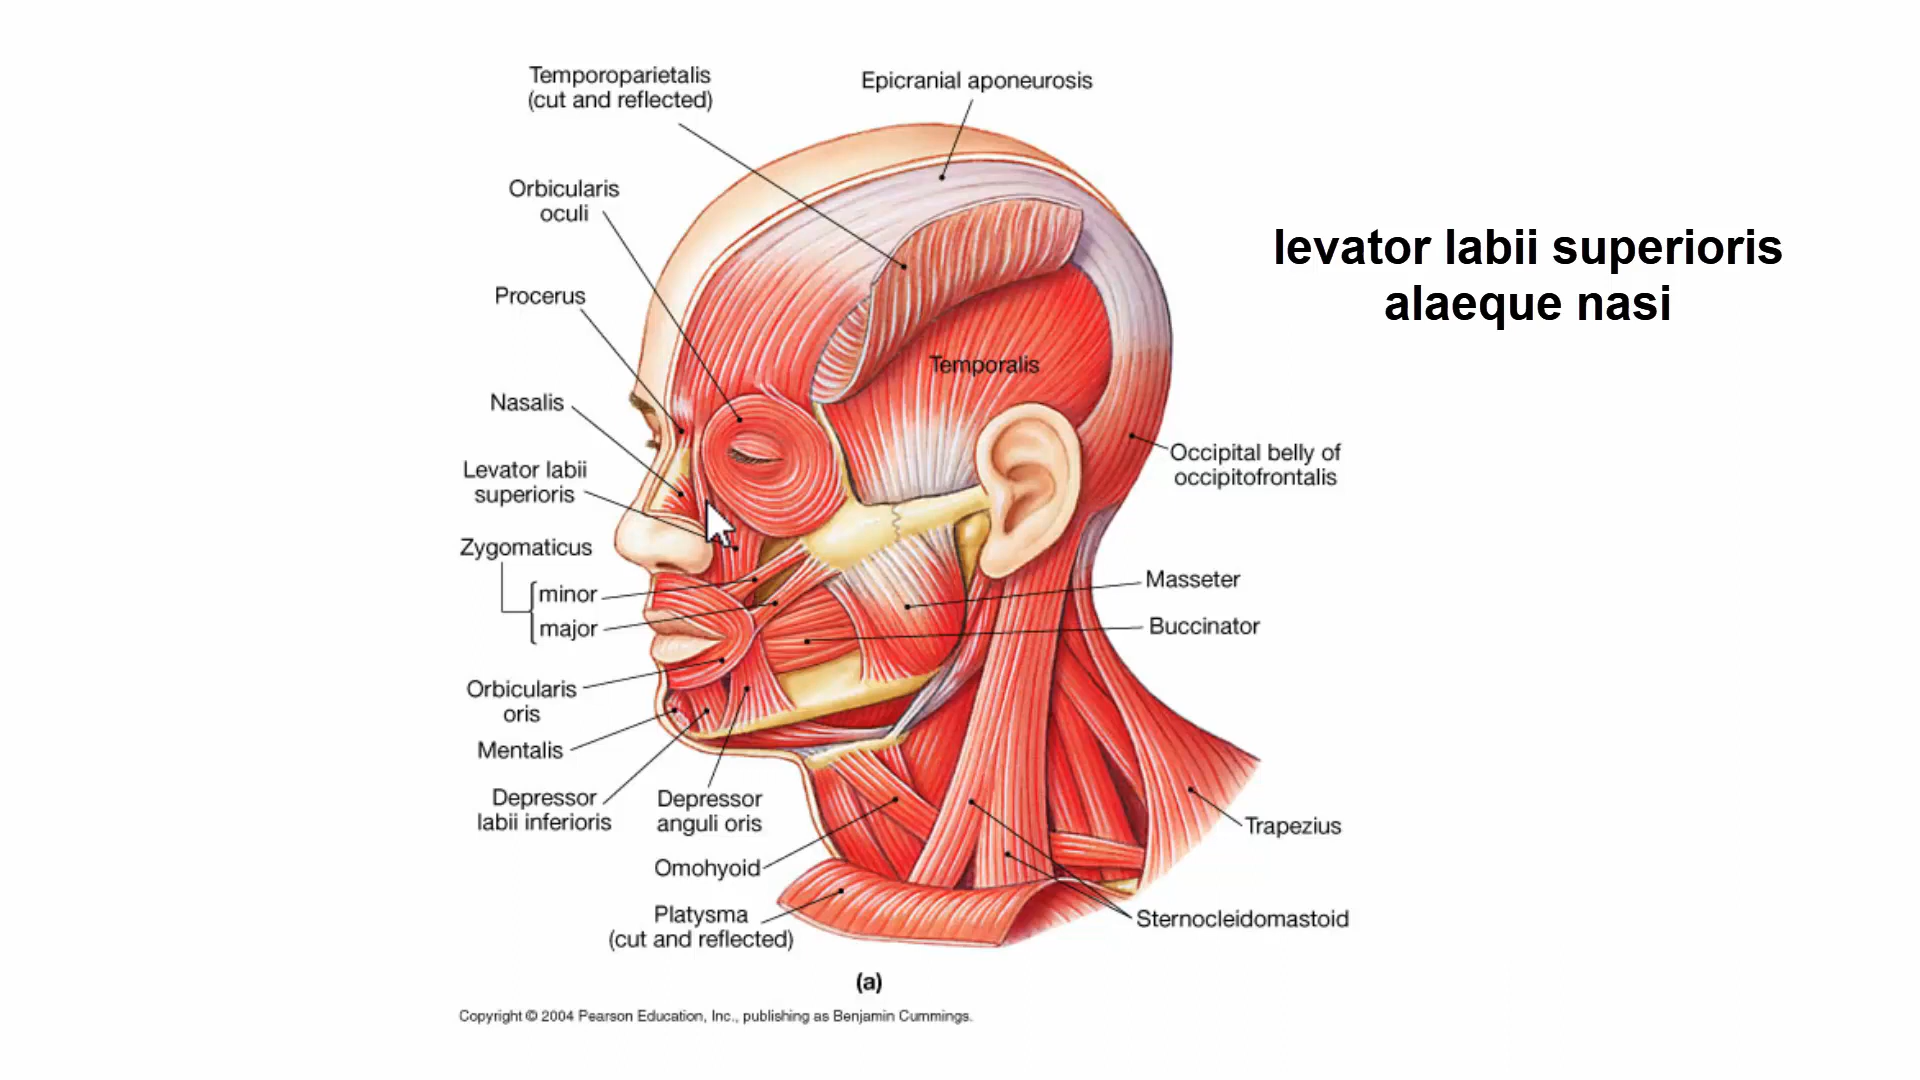 Temporoparietalis
(cut and reflected)
Epicranial aponeurosis
Orbicularis
oculi
levator labii superioris
alaeque nasi
Procerus
Temporalis
Nasalis
Occipital belly of
occipitofrontalis
Levator labii
superioris
Zygomaticus
minor
major
Masseter
Buccinator
Orbicularis
oris
Mentalis
Depressor
labii inferioris
Depressor
anguli oris
Trapezius
Omohyoid
Platysma
(cut and reflected)
Sternocleidomastoid
(a)
Copyright © 2004 Pearson Education, Inc., publishing as Benjamin Cummings.